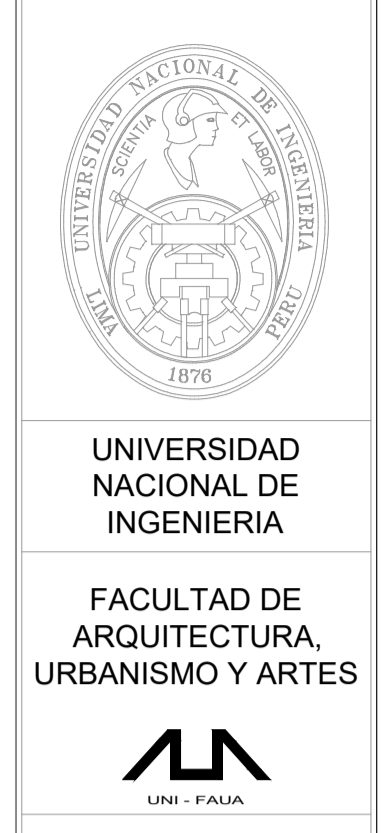 UNIVERSIDAD NACIONAL DE INGENIERIA
SCIENTIA ET LABOR
LIMA PERU
1876
UNIVERSIDAD
NACIONAL DE
INGENIERIA
FACULTAD DE
ARQUITECTURA,
URBANISMO Y ARTES
UNI - FAUA